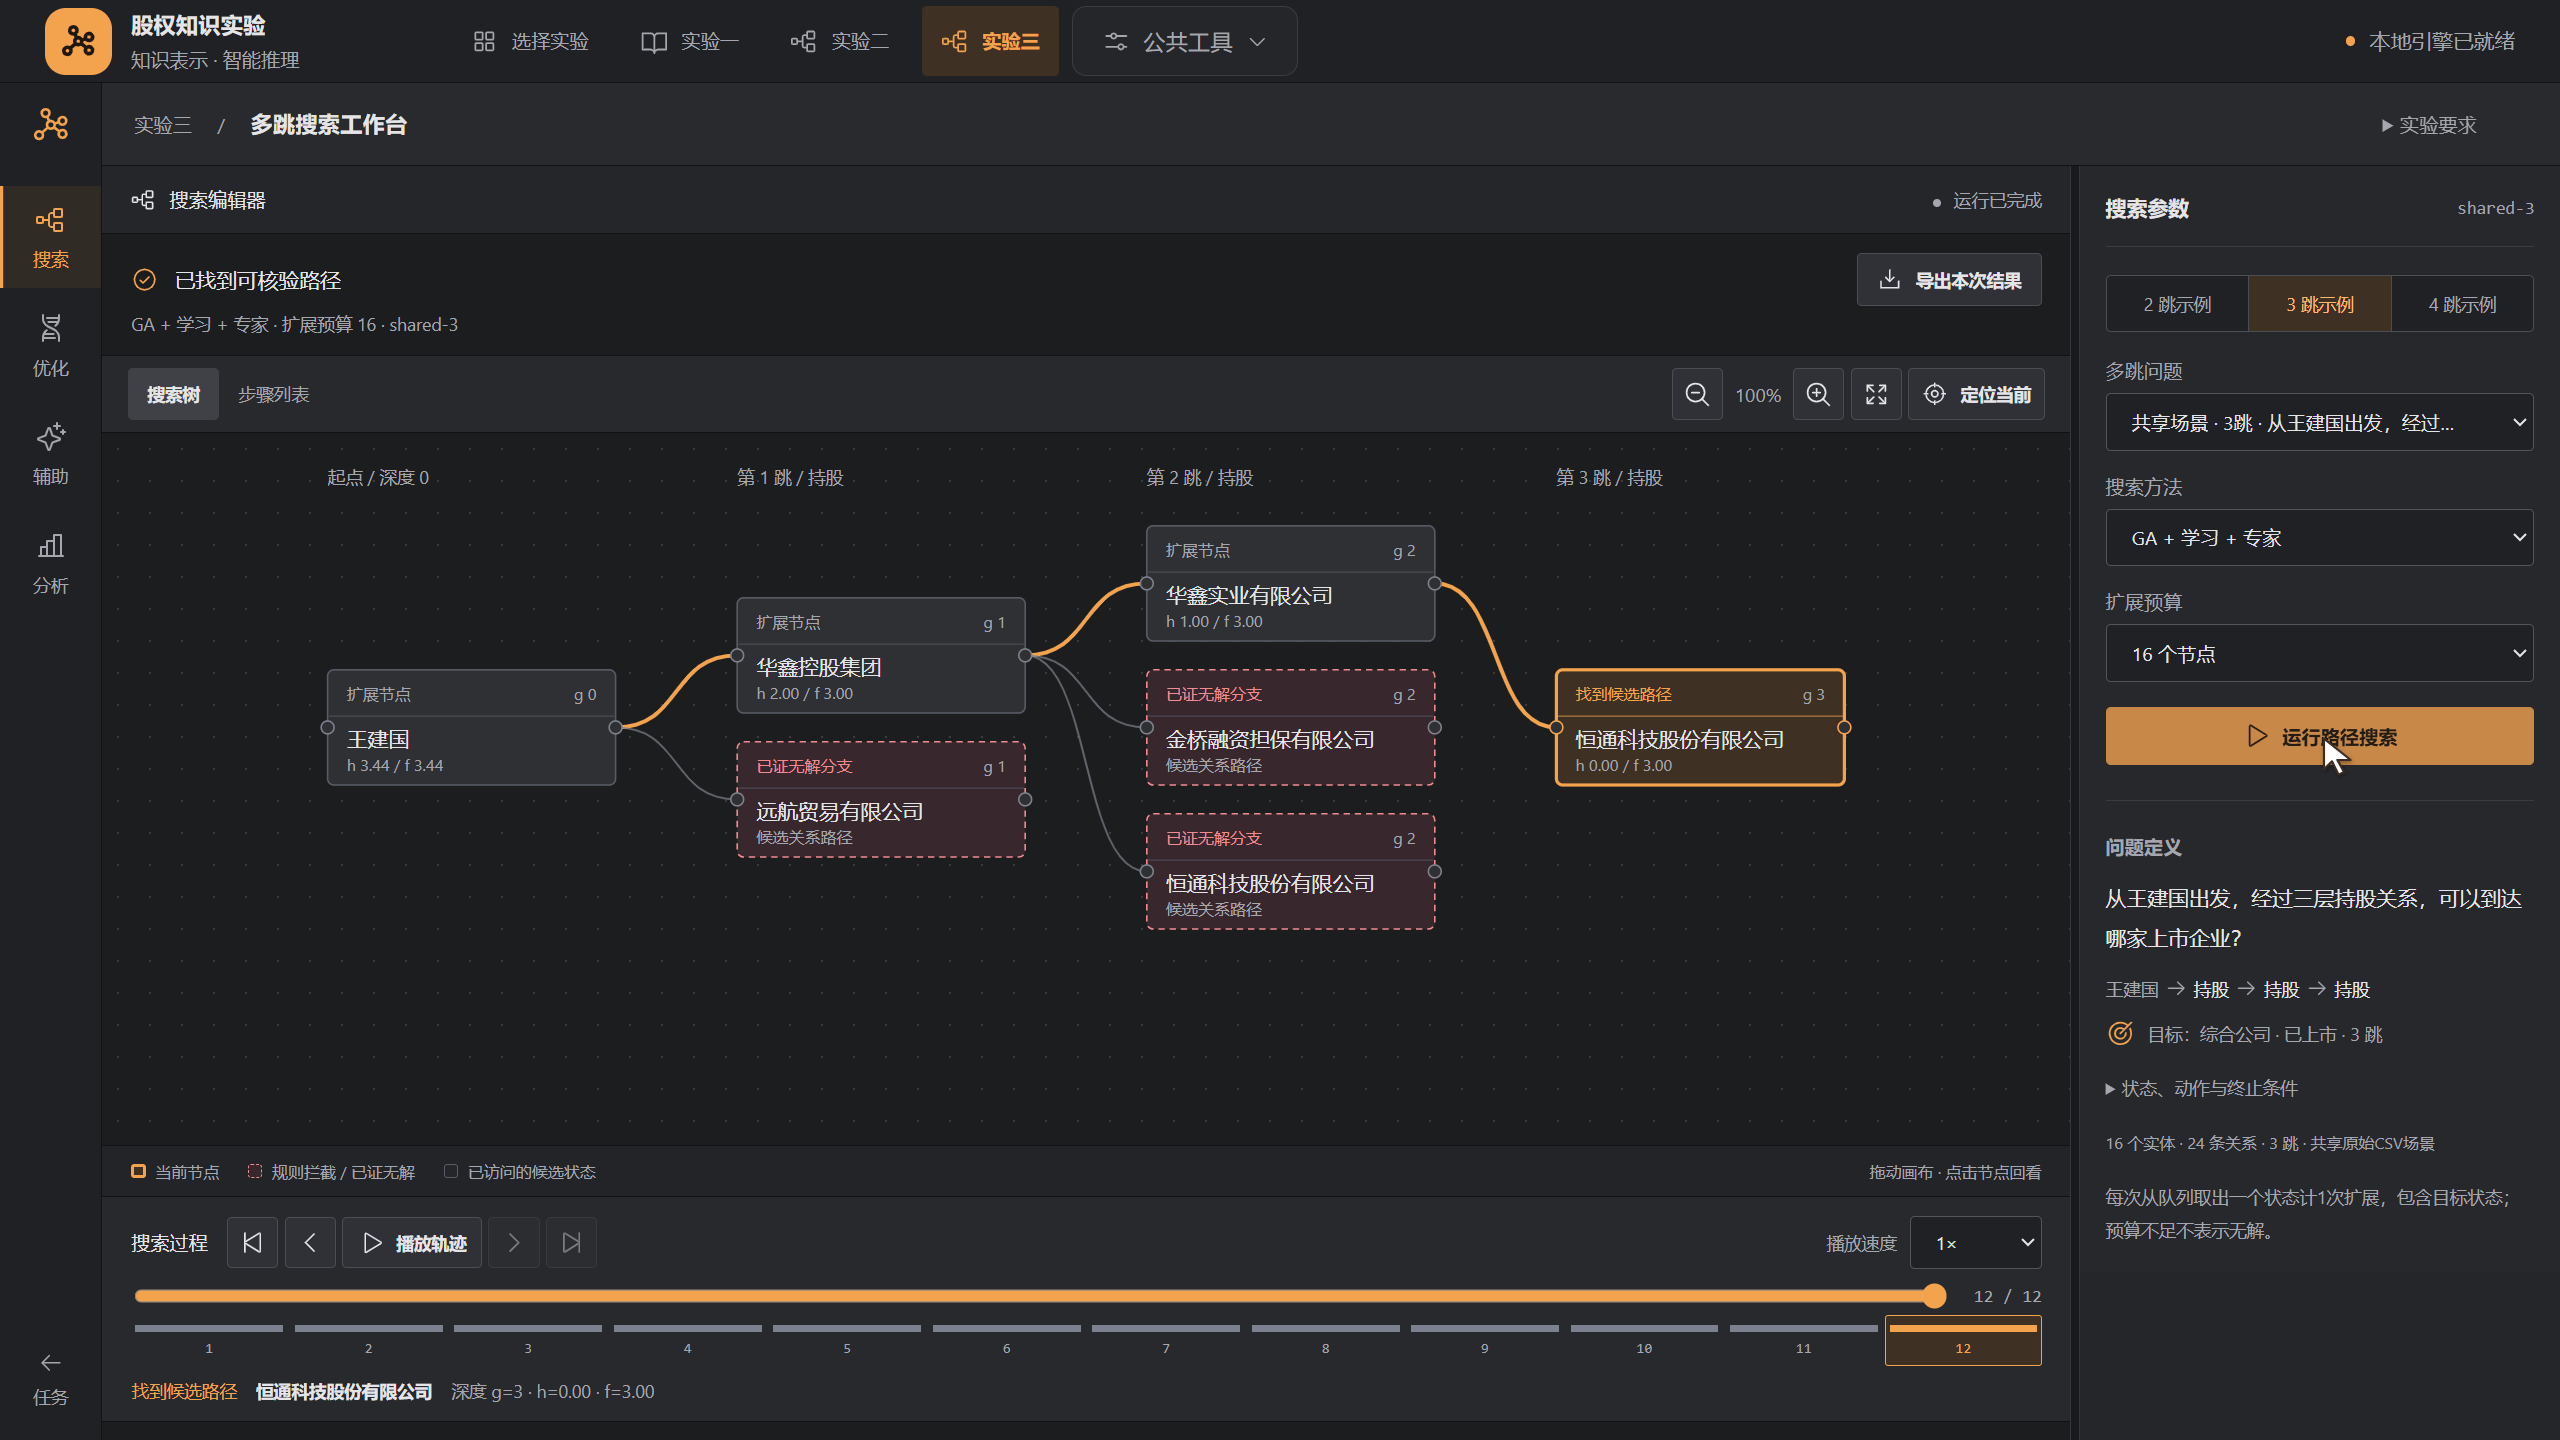 股权知识实验
知识表示 · 智能推理
选择实验
实验一
实验二
实验三
公共工具
本地引擎已就绪
实验三 / 多跳搜索工作台
实验要求
搜索
优化
辅助
分析
任务
搜索编辑器
运行已完成
已找到可核验路径
GA + 学习 + 专家 · 扩展预算 16 · shared-3
导出本次结果
搜索树
步骤列表
100%
定位当前
起点 / 深度 0
第 1 跳 / 持股
第 2 跳 / 持股
第 3 跳 / 持股
扩展节点 g 0
王建国
h 3.44 / f 3.44
扩展节点 g 1
华鑫控股集团
h 2.00 / f 3.00
已证无解分支 g 1
远航贸易有限公司
候选关系路径
扩展节点 g 2
华鑫实业有限公司
h 1.00 / f 3.00
已证无解分支 g 2
金桥融资担保有限公司
候选关系路径
已证无解分支 g 2
恒通科技股份有限公司
候选关系路径
找到候选路径 g 3
恒通科技股份有限公司
h 0.00 / f 3.00
当前节点
规则拦截 / 已证无解
已访问的候选状态
拖动画布 · 点击节点回看
搜索过程
播放轨迹
播放速度
1×
12 / 12
1 2 3 4 5 6 7 8 9 10 11 12
找到候选路径 恒通科技股份有限公司 深度 g=3 · h=0.00 · f=3.00
搜索参数
shared-3
2 跳示例
3 跳示例
4 跳示例
多跳问题
共享场景 · 3跳 · 从王建国出发，经过...
搜索方法
GA + 学习 + 专家
扩展预算
16 个节点
运行路径搜索
问题定义
从王建国出发，经过三层持股关系，可以到达
哪家上市企业？
王建国 → 持股 → 持股 → 持股
目标：综合公司 · 已上市 · 3 跳
状态、动作与终止条件
16 个实体 · 24 条关系 · 3 跳 · 共享原始CSV场景
每次从队列取出一个状态计1次扩展，包含目标状态；
预算不足不表示无解。